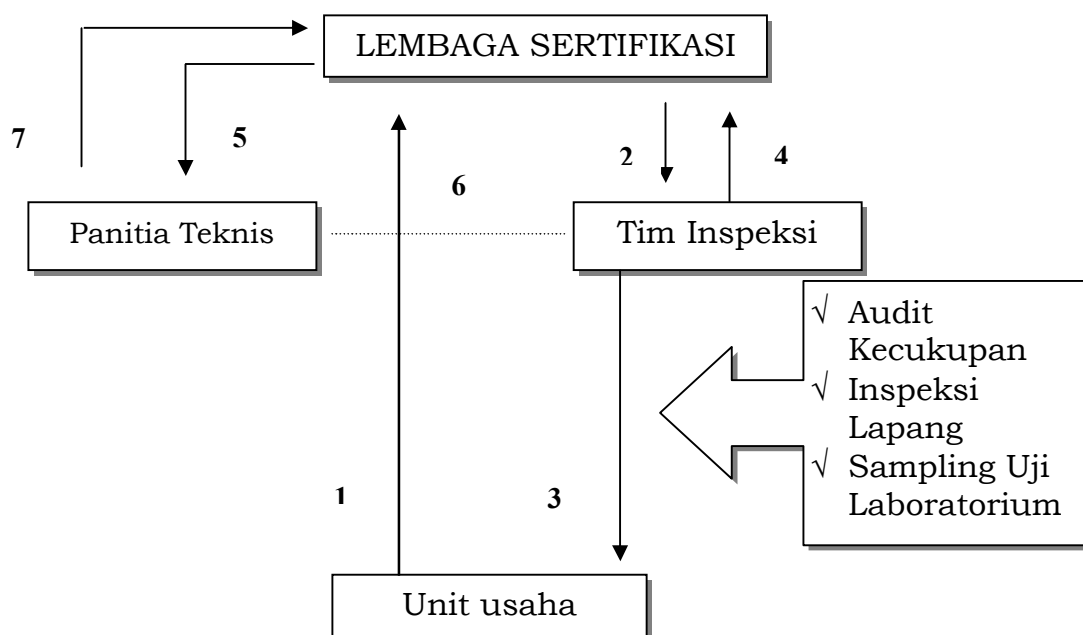 LEMBAGA SERTIFIKASI
7
5
2
4
6
Panitia Teknis
Tim Inspeksi
√ Audit
Kecukupan
√ Inspeksi
Lapang
√ Sampling Uji
Laboratorium
1
3
Unit usaha